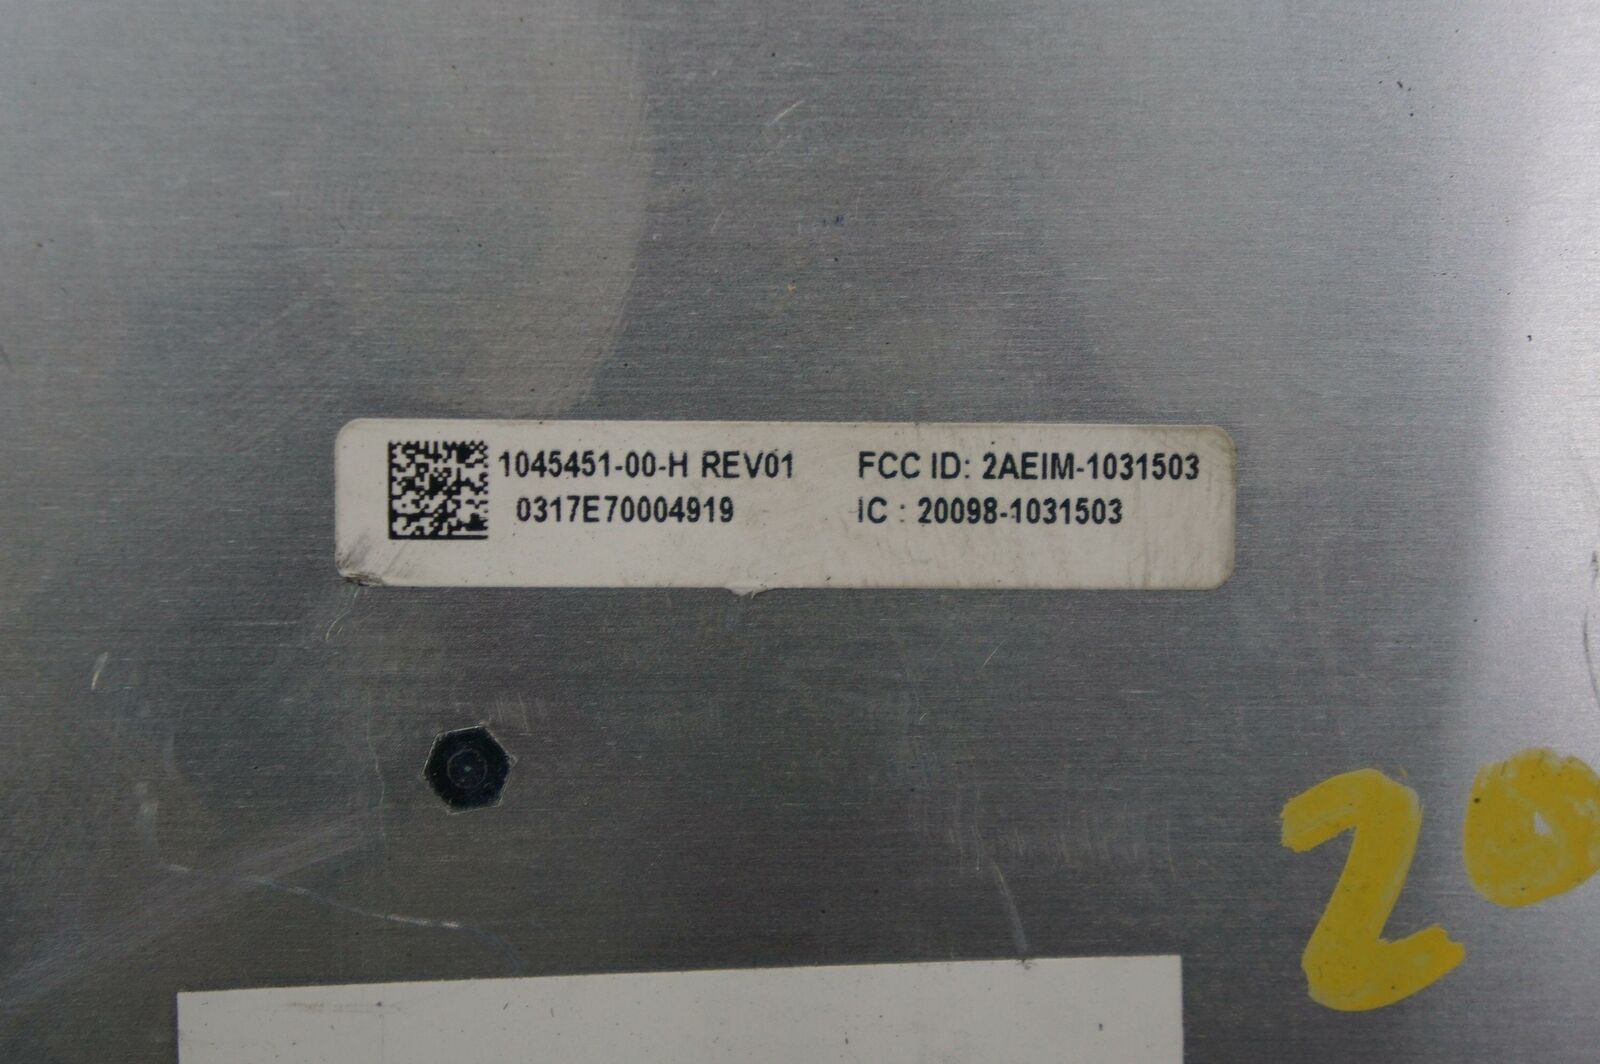 1045451-00-H REV01
0317E70004919
FCC ID: 2AEIM-1031503
IC : 20098-1031503
20